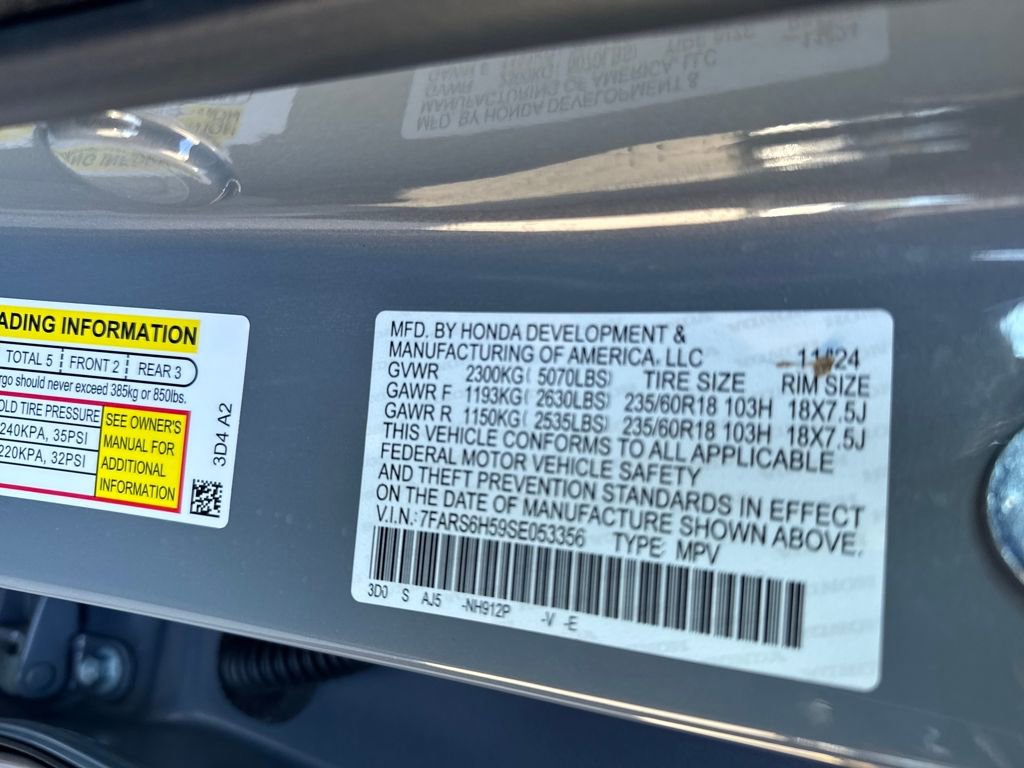 ADING INFORMATION
TOTAL 5 FRONT 2 REAR 3
rgo should never exceed 385kg or 850lbs.
OLD TIRE PRESSURE
240KPA, 35PSI
220KPA, 32PSI
SEE OWNER'S
MANUAL FOR
ADDITIONAL
INFORMATION
3D4 A2
MFD. BY HONDA DEVELOPMENT &
MANUFACTURING OF AMERICA, LLC 11/24
GVWR 2300KG( 5070LBS) TIRE SIZE RIM SIZE
GAWR F 1193KG( 2630LBS) 235/60R18 103H 18X7.5J
GAWR R 1150KG( 2535LBS) 235/60R18 103H 18X7.5J
THIS VEHICLE CONFORMS TO ALL APPLICABLE
FEDERAL MOTOR VEHICLE SAFETY
AND THEFT PREVENTION STANDARDS IN EFFECT
ON THE DATE OF MANUFACTURE SHOWN ABOVE.
V.I.N.: 7FARS6H59SE053356 TYPE: MPV
3D0 S AJ5 -NH912P -V -E